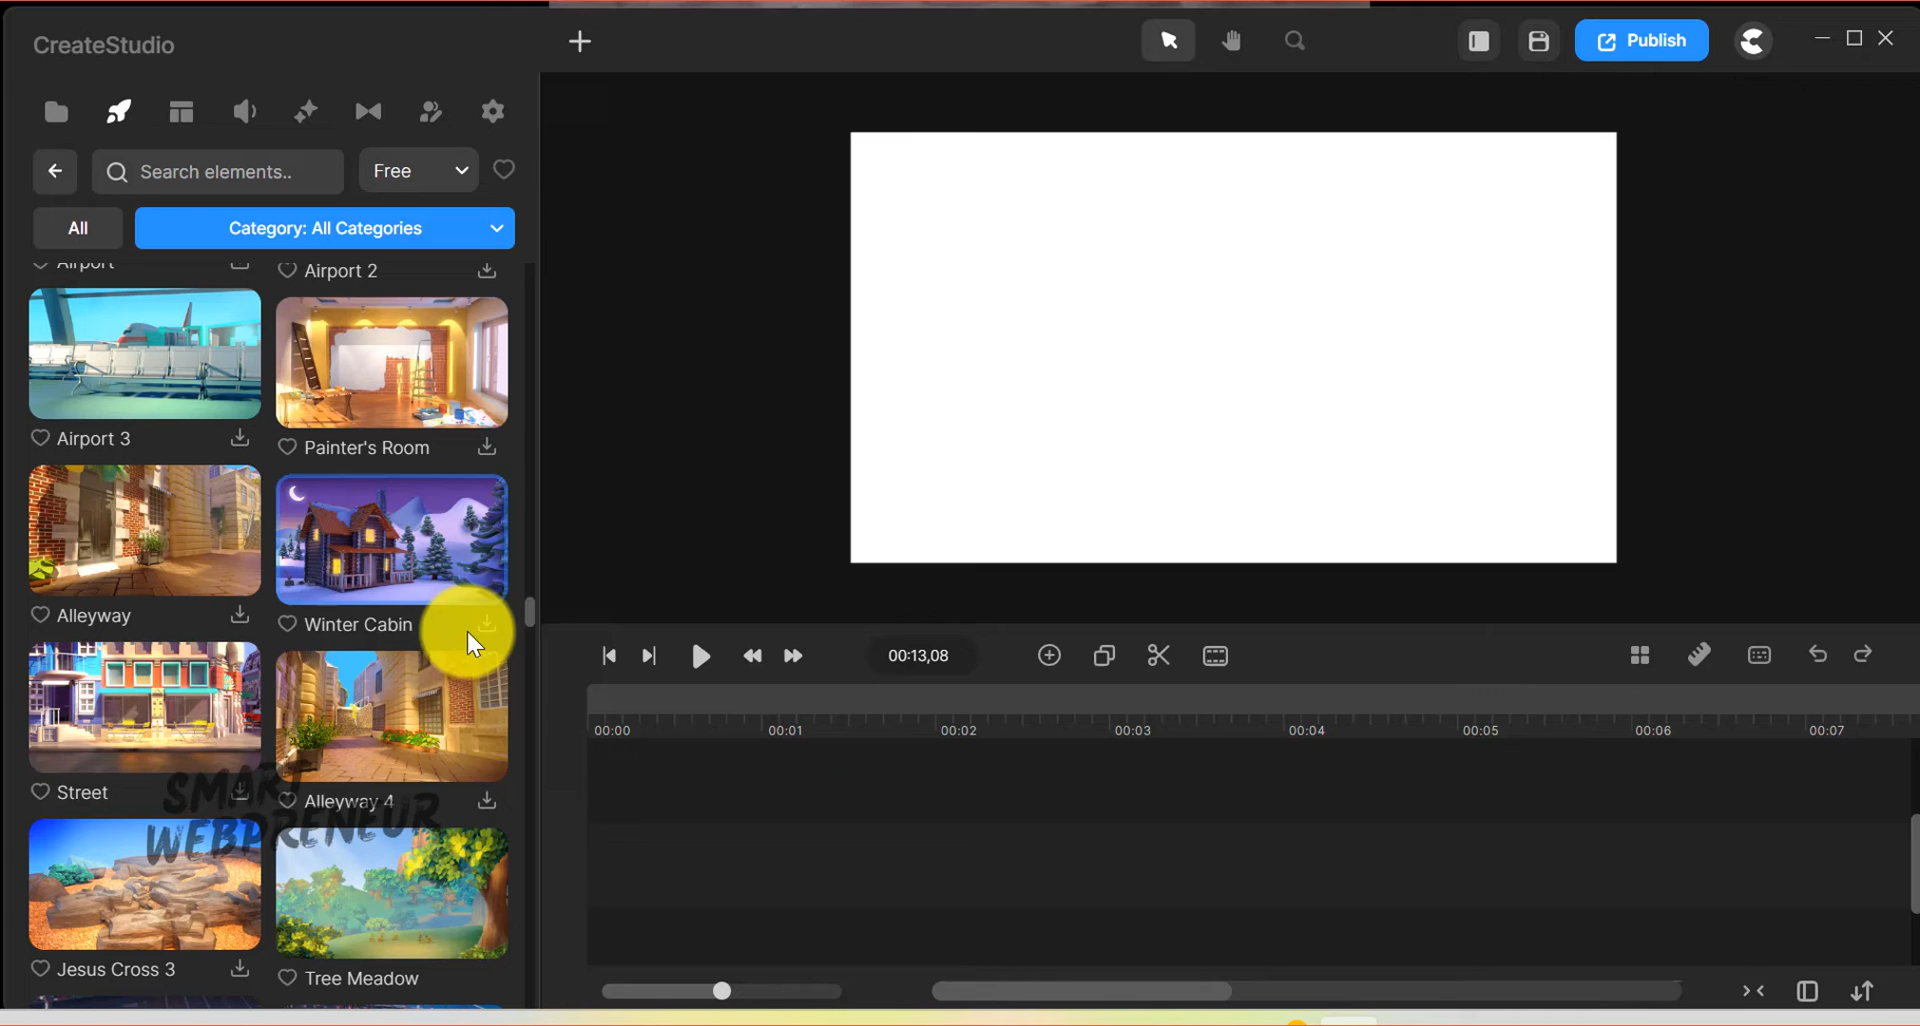 CreateStudio
Publish
Search elements..
Free
All
Category: All Categories
Airport
Airport 2
Airport 3
Painter's Room
Alleyway
Winter Cabin
Street
Alleyway 4
SMART
WEBPRENEUR
Jesus Cross 3
Tree Meadow
00:13,08
00:00
00:01
00:02
00:03
00:04
00:05
00:06
00:07